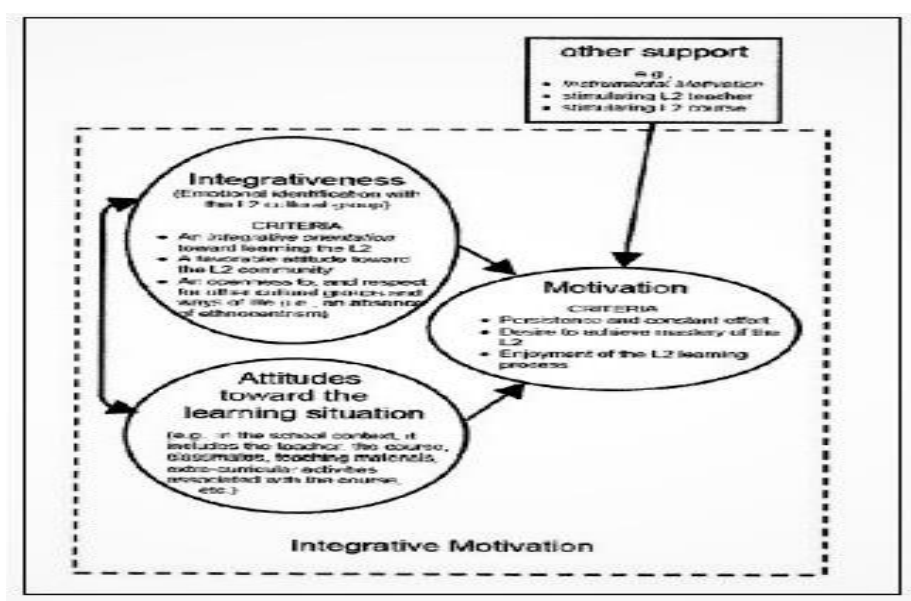 other support
e.g.,
• Instrumental Motivation
• stimulating L2 teacher
• stimulating L2 course
Integrativeness
(Emotional identification with
the L2 cultural group)
CRITERIA
• An integrative orientation
toward learning the L2
• A favorable attitude toward
the L2 community
• An openness to, and respect
for other cultural groups and
ways of life (i.e., an absence
of ethnocentrism)
Motivation
CRITERIA
• Persistence and constant effort
• Desire to achieve mastery of the
L2
• Enjoyment of the L2 learning
process
Attitudes
toward the
learning situation
(e.g. in the school context, it
includes the teacher, the course,
classmates, teaching materials,
extra-curricular activities
associated with the course,
etc.)
Integrative Motivation